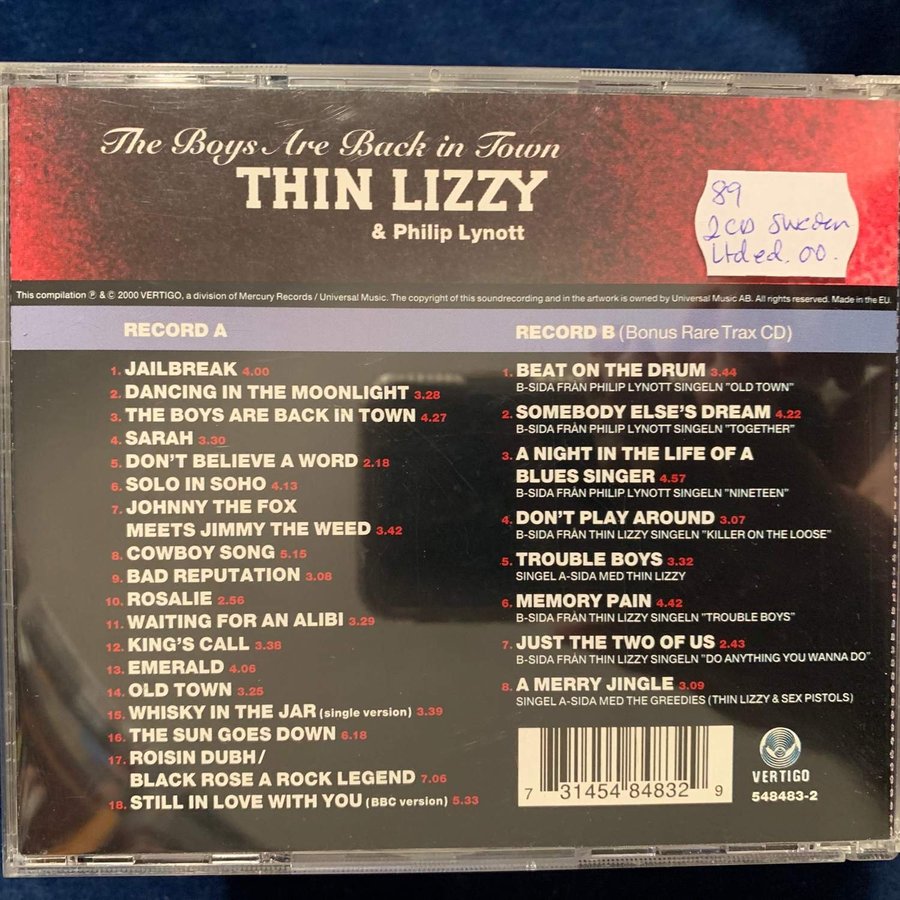 The Boys Are Back in Town
THIN LIZZY
& Philip Lynott
89
2CD Sweden
Ltd ed. 00.
This compilation ℗ & © 2000 VERTIGO, a division of Mercury Records / Universal Music. The copyright of this soundrecording and in the artwork is owned by Universal Music AB. All rights reserved. Made in the EU.
RECORD A
1. JAILBREAK 4.00
2. DANCING IN THE MOONLIGHT 3.28
3. THE BOYS ARE BACK IN TOWN 4.27
4. SARAH 3.30
5. DON'T BELIEVE A WORD 2.18
6. SOLO IN SOHO 4.13
7. JOHNNY THE FOX
MEETS JIMMY THE WEED 3.42
8. COWBOY SONG 5.15
9. BAD REPUTATION 3.08
10. ROSALIE 2.56
11. WAITING FOR AN ALIBI 3.29
12. KING'S CALL 3.38
13. EMERALD 4.06
14. OLD TOWN 3.25
15. WHISKY IN THE JAR (single version) 3.39
16. THE SUN GOES DOWN 6.18
17. ROISIN DUBH/
BLACK ROSE A ROCK LEGEND 7.06
18. STILL IN LOVE WITH YOU (BBC version) 5.33
RECORD B (Bonus Rare Trax CD)
1. BEAT ON THE DRUM 3.44
B-SIDA FRÅN PHILIP LYNOTT SINGELN "OLD TOWN"
2. SOMEBODY ELSE'S DREAM 4.22
B-SIDA FRÅN PHILIP LYNOTT SINGELN "TOGETHER"
3. A NIGHT IN THE LIFE OF A
BLUES SINGER 4.57
B-SIDA FRÅN PHILIP LYNOTT SINGELN "NINETEEN"
4. DON'T PLAY AROUND 3.07
B-SIDA FRÅN THIN LIZZY SINGELN "KILLER ON THE LOOSE"
5. TROUBLE BOYS 3.32
SINGEL A-SIDA MED THIN LIZZY
6. MEMORY PAIN 4.42
B-SIDA FRÅN THIN LIZZY SINGELN "TROUBLE BOYS"
7. JUST THE TWO OF US 2.43
B-SIDA FRÅN THIN LIZZY SINGELN "DO ANYTHING YOU WANNA DO"
8. A MERRY JINGLE 3.09
SINGEL A-SIDA MED THE GREEDIES (THIN LIZZY & SEX PISTOLS)
7 31454 84832 9
VERTIGO
548483-2